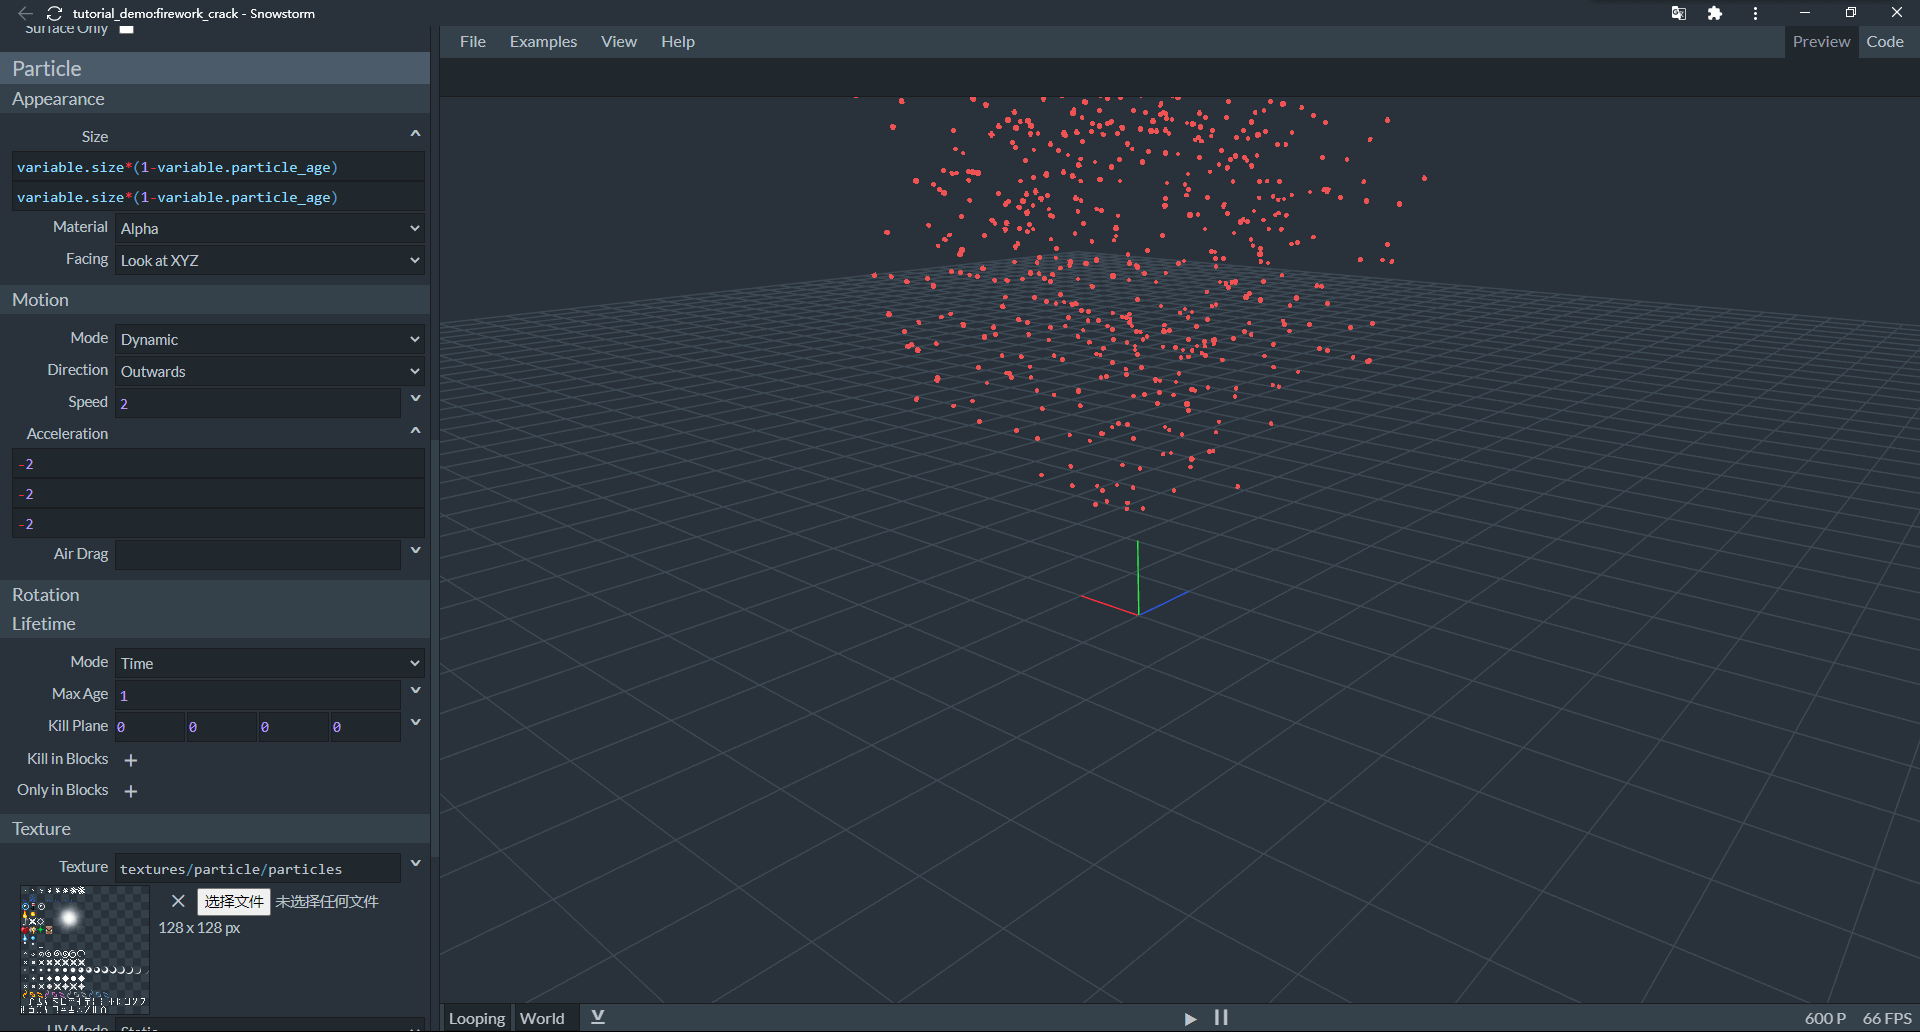 tutorial_demo:firework_crack - Snowstorm
Surface Only
File Examples View Help
Preview Code
Particle
Appearance
Size
variable.size*(1-variable.particle_age)
variable.size*(1-variable.particle_age)
Material Alpha
Facing Look at XYZ
Motion
Mode Dynamic
Direction Outwards
Speed 2
Acceleration
-2
-2
-2
Air Drag
Rotation
Lifetime
Mode Time
Max Age 1
Kill Plane 0 0 0 0
Kill in Blocks +
Only in Blocks +
Texture
Texture textures/particle/particles
选择文件 未选择任何文件
128 x 128 px
UV Mode Static
Looping World
600 P 66 FPS